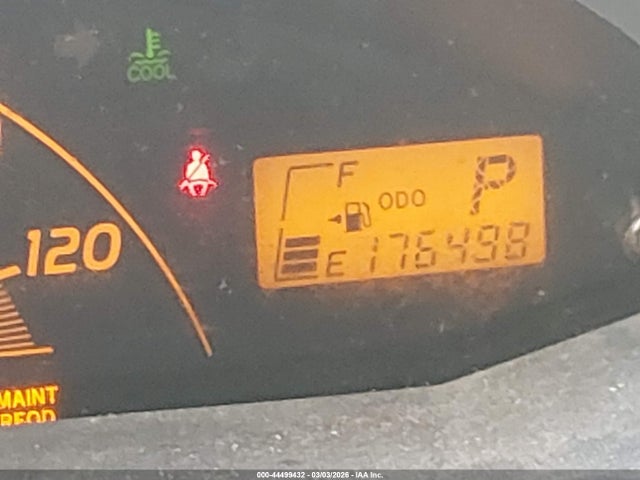 COOL
F
P
ODO
120
E 176498
MAINT
REQD
000-44499432 - 03/03/2026 - IAA Inc.